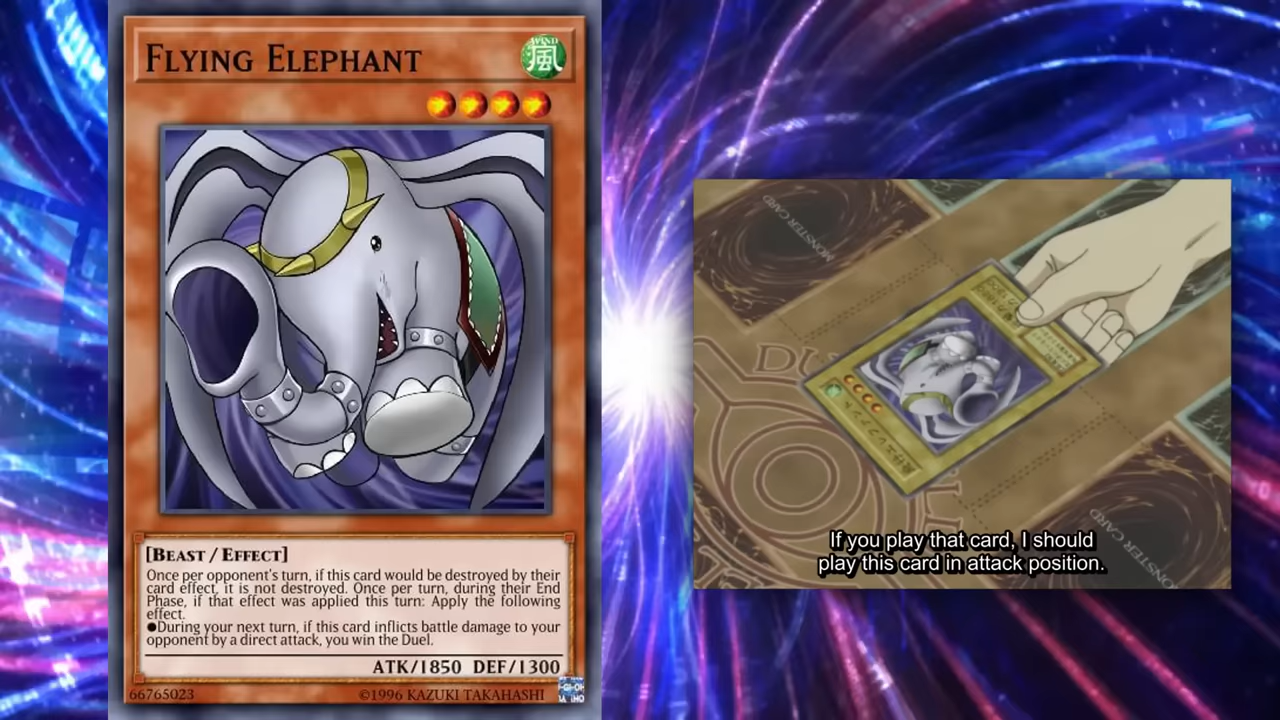 FLYING ELEPHANT
WIND
風
[BEAST / EFFECT]
Once per opponent's turn, if this card would be destroyed by their
card effect, it is not destroyed. Once per turn, during their End
Phase, if that effect was applied this turn: Apply the following
effect.
●During your next turn, if this card inflicts battle damage to your
opponent by a direct attack, you win the Duel.
ATK/1850 DEF/1300
66765023
©1996 KAZUKI TAKAHASHI
MONSTER CARD
DU
MONSTER CARD
If you play that card, I should
play this card in attack position.